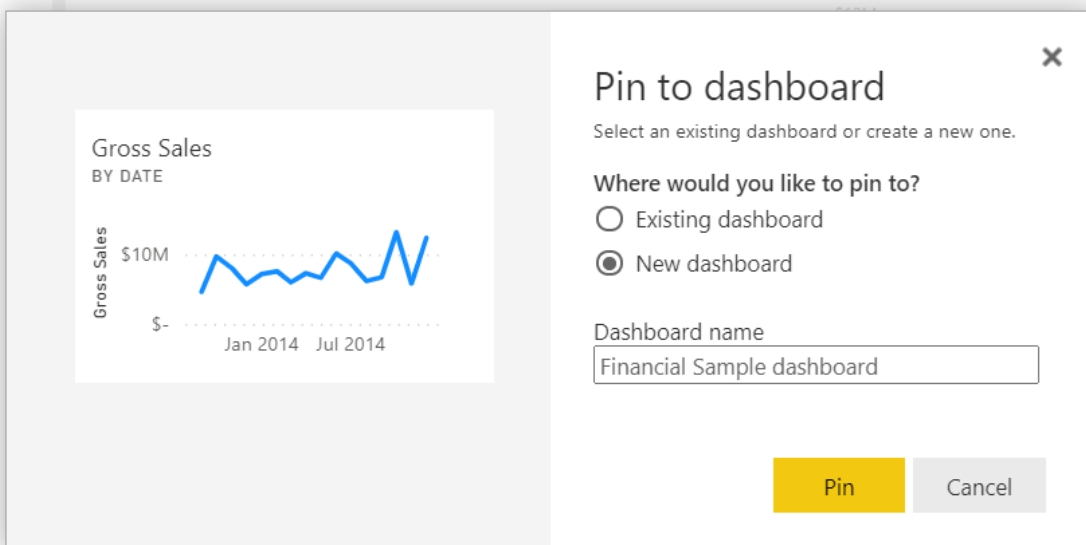 Gross Sales
BY DATE
Gross Sales
$10M
$-
Jan 2014 Jul 2014
Pin to dashboard
Select an existing dashboard or create a new one.
Where would you like to pin to?
Existing dashboard
New dashboard
Dashboard name
Financial Sample dashboard
Pin Cancel